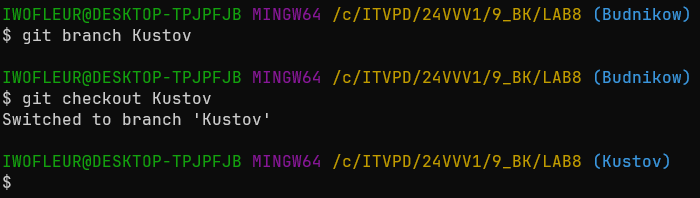 IWOFLEUR@DESKTOP-TPJPFJB MINGW64 /c/ITVPD/24VVV1/9_BK/LAB8 (Budnikow)
$ git branch Kustov
IWOFLEUR@DESKTOP-TPJPFJB MINGW64 /c/ITVPD/24VVV1/9_BK/LAB8 (Budnikow)
$ git checkout Kustov
Switched to branch 'Kustov'
IWOFLEUR@DESKTOP-TPJPFJB MINGW64 /c/ITVPD/24VVV1/9_BK/LAB8 (Kustov)
$